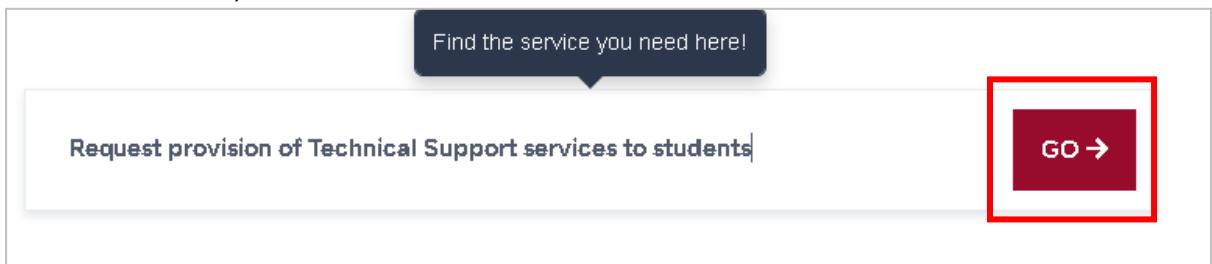 Find the service you need here!
Request provision of Technical Support services to students
GO →